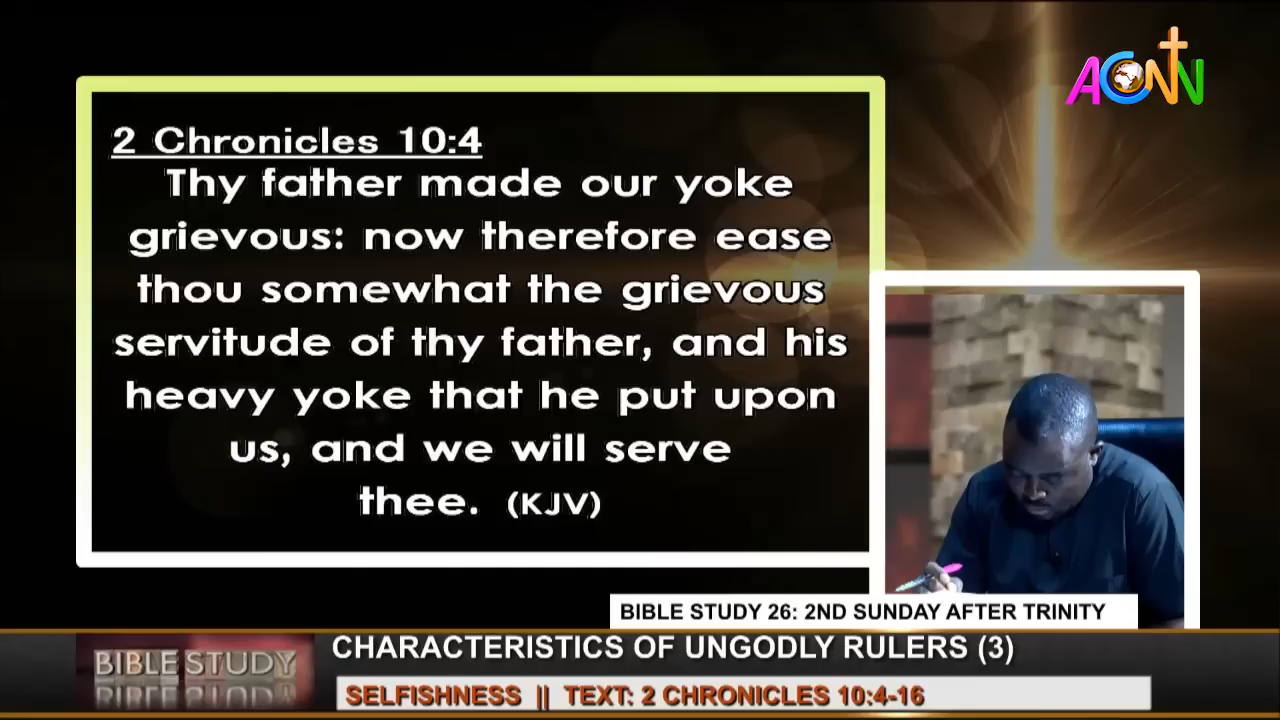 ACNN
2 Chronicles 10:4
Thy father made our yoke
grievous: now therefore ease
thou somewhat the grievous
servitude of thy father, and his
heavy yoke that he put upon
us, and we will serve
thee. (KJV)
BIBLE STUDY 26: 2ND SUNDAY AFTER TRINITY
BIBLE STUDY
CHARACTERISTICS OF UNGODLY RULERS (3)
SELFISHNESS || TEXT: 2 CHRONICLES 10:4-16